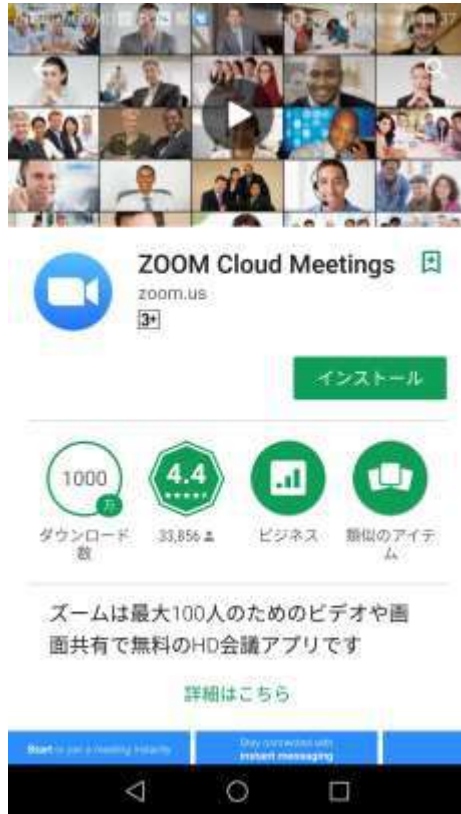 ZOOM Cloud Meetings
zoom.us
3+
インストール
1000
万
4.4
ダウンロード
数
33,856
ビジネス
類似のアイテ
ム
ズームは最大100人のためのビデオや画
面共有で無料のHD会議アプリです
詳細はこちら
Start or join a meeting instantly
Stay connected with
instant messaging